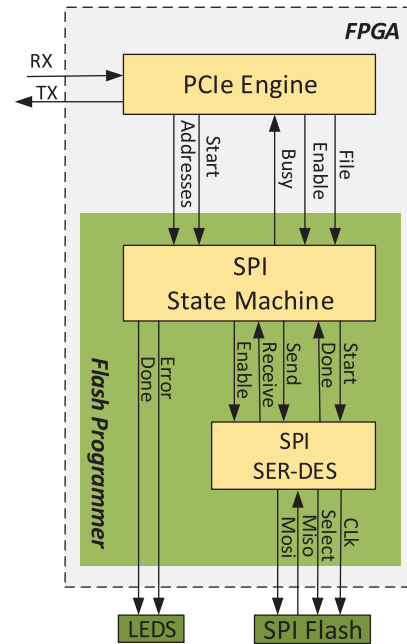 FPGA
RX
TX
PCIe Engine
Addresses
Start
Busy
Enable
File
SPI
State Machine
Done
Error
Enable
Receive
Send
Done
Start
Flash Programmer
SPI
SER-DES
Mosi
Miso
Select
CLk
LEDS
SPI Flash